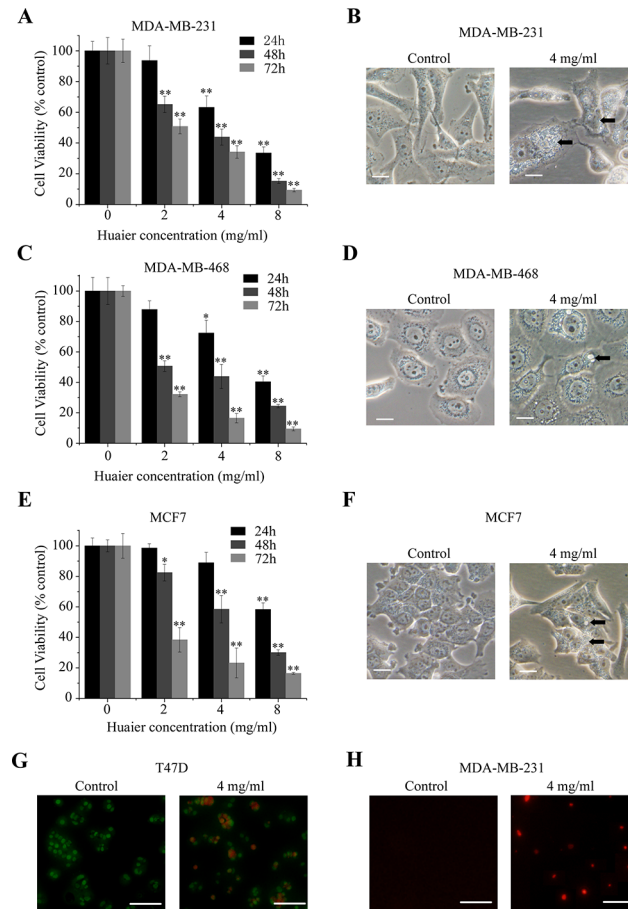 A
MDA-MB-231
24h
48h
72h
Cell Viability (% control)
120
100
80
60
40
20
0
**
**
**
**
**
**
**
**
0
2
4
8
Huaier concentration (mg/ml)
B
MDA-MB-231
Control
4 mg/ml
C
MDA-MB-468
24h
48h
72h
Cell Viability (% control)
120
100
80
60
40
20
0
**
**
*
**
**
**
**
**
0
2
4
8
Huaier concentration (mg/ml)
D
MDA-MB-468
Control
4 mg/ml
E
MCF7
24h
48h
72h
Cell Viability (% control)
120
100
80
60
40
20
0
*
**
**
**
**
**
**
0
2
4
8
Huaier concentration (mg/ml)
F
MCF7
Control
4 mg/ml
G
T47D
Control
4 mg/ml
H
MDA-MB-231
Control
4 mg/ml